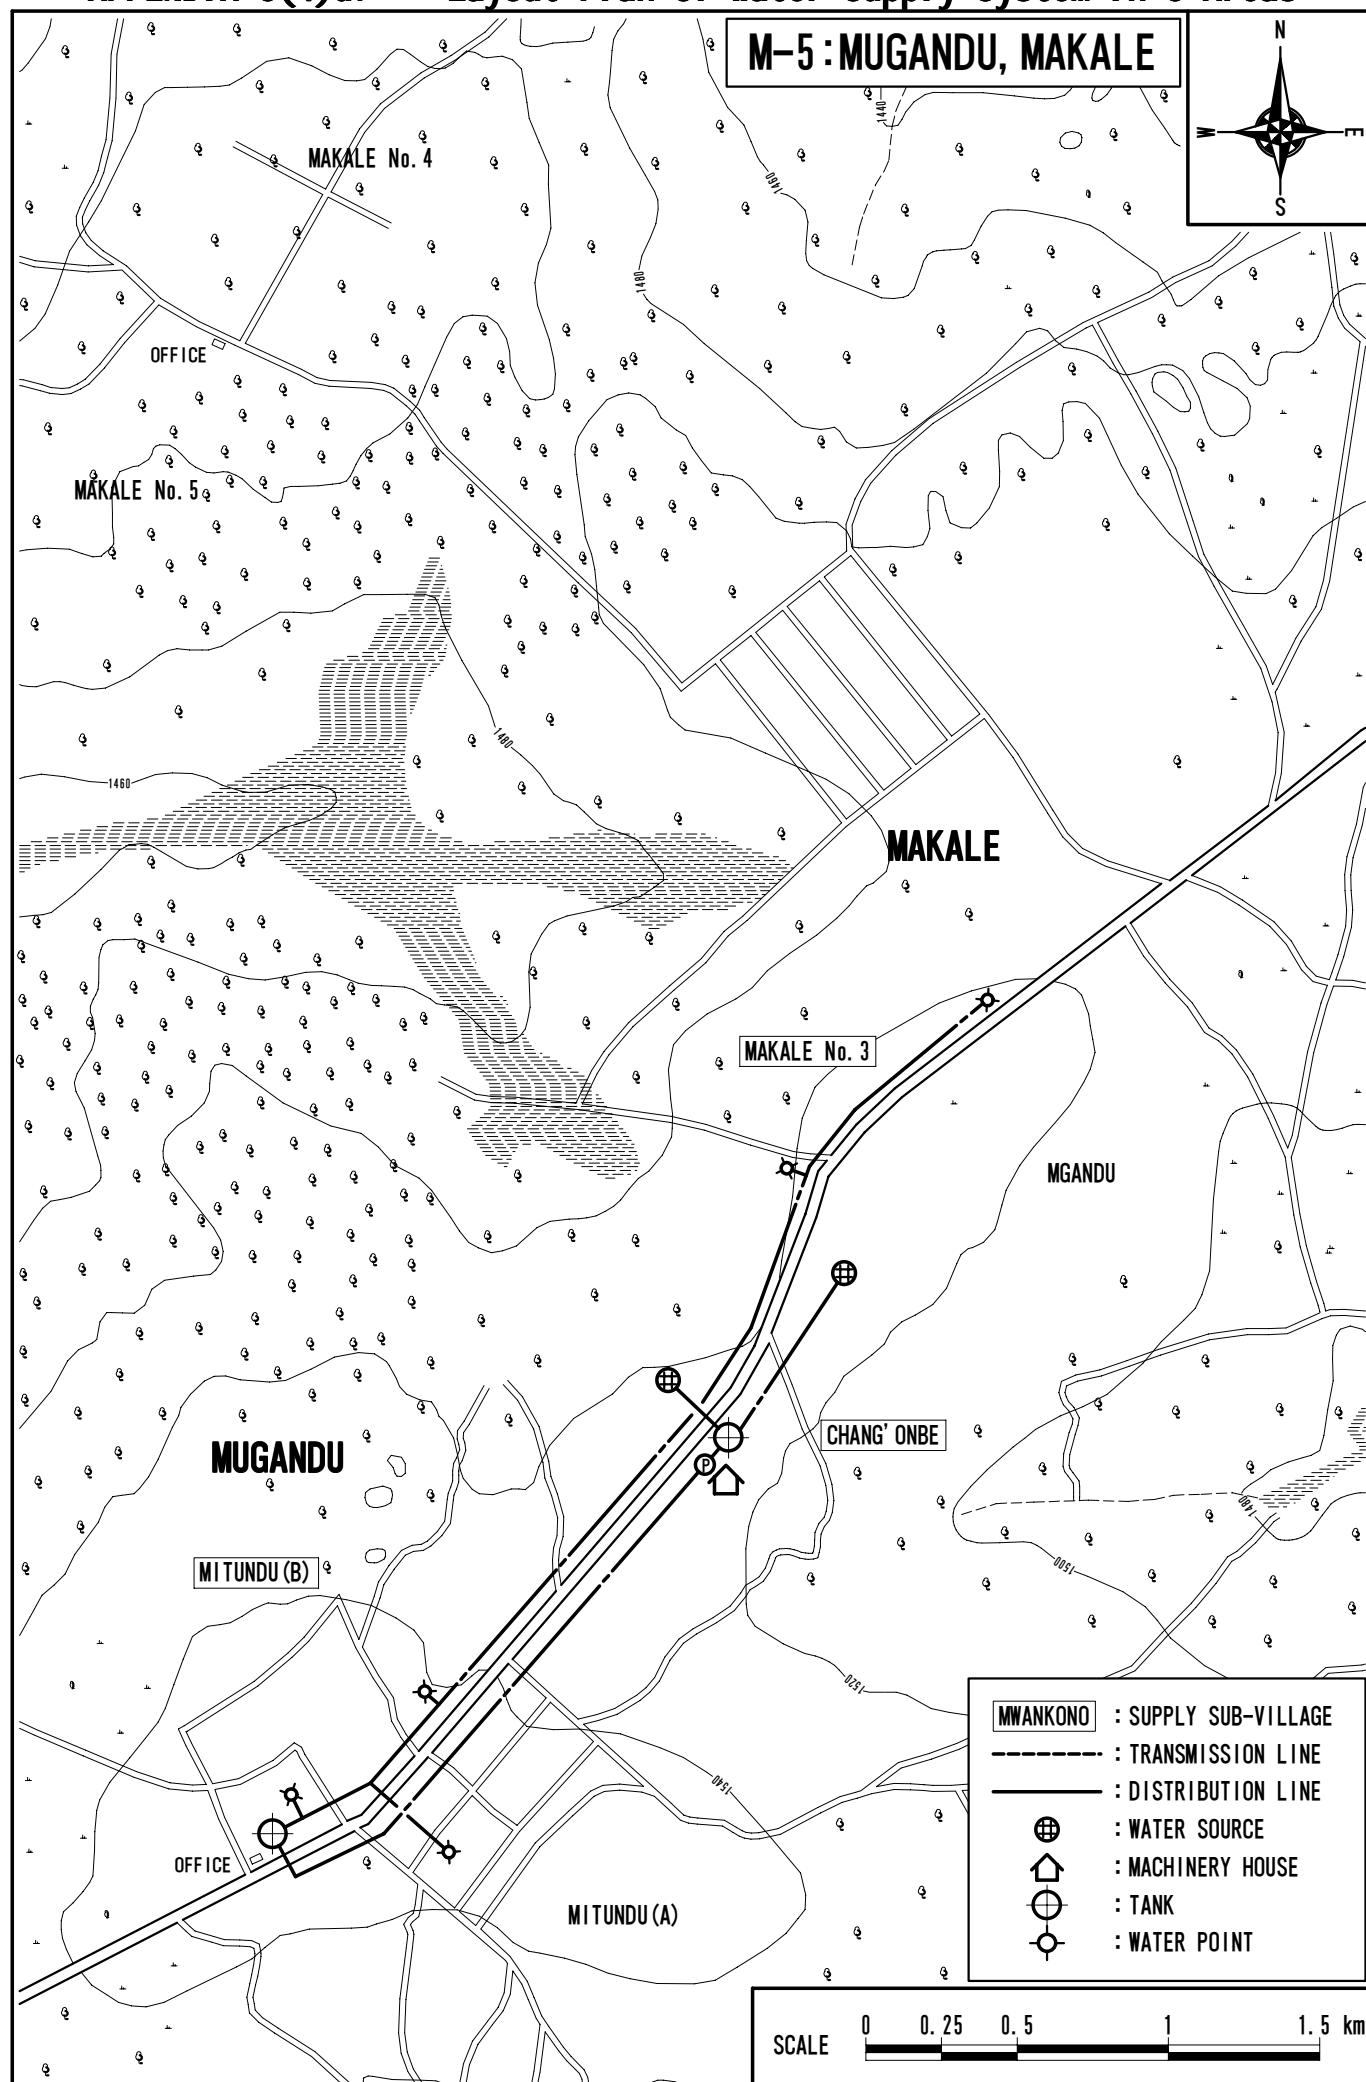 M-5:MUGANDU, MAKALE
N
W
E
S
MAKALE No. 4
1440
1460
1480
OFFICE
MAKALE No. 5
1480
1460
MAKALE
MAKALE No. 3
MGANDU
CHANG' ONBE
P
MUGANDU
1480
1500
MITUNDU(B)
1520
1540
OFFICE
MITUNDU(A)
MWANKONO : SUPPLY SUB-VILLAGE
: TRANSMISSION LINE
: DISTRIBUTION LINE
: WATER SOURCE
: MACHINERY HOUSE
: TANK
: WATER POINT
SCALE 0 0.25 0.5 1 1.5 km